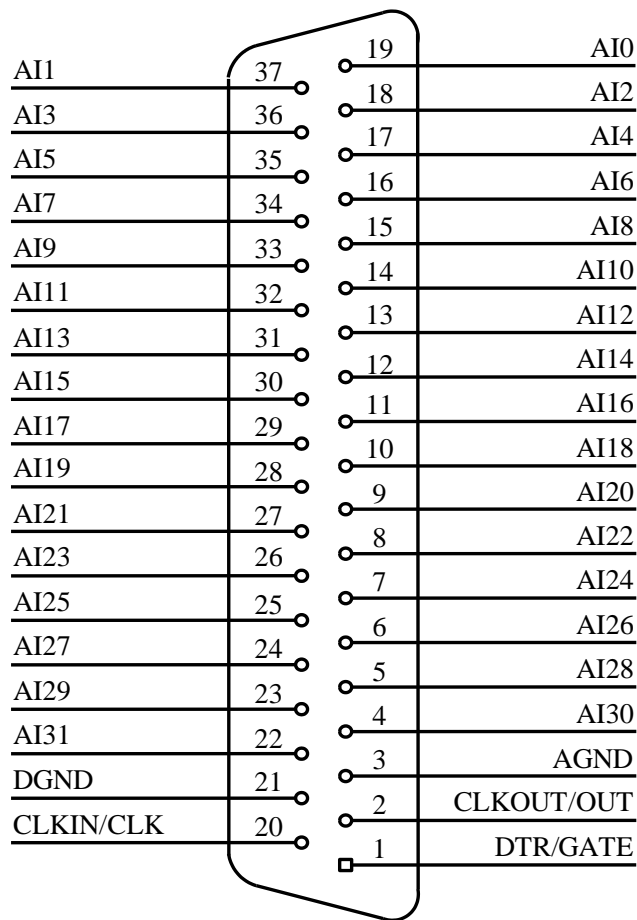 19 AI0
AI1 37
18 AI2
AI3 36
17 AI4
AI5 35
16 AI6
AI7 34
15 AI8
AI9 33
14 AI10
AI11 32
13 AI12
AI13 31
12 AI14
AI15 30
11 AI16
AI17 29
10 AI18
AI19 28
9 AI20
AI21 27
8 AI22
AI23 26
7 AI24
AI25 25
6 AI26
AI27 24
5 AI28
AI29 23
4 AI30
AI31 22
3 AGND
DGND 21
2 CLKOUT/OUT
CLKIN/CLK 20
1 DTR/GATE